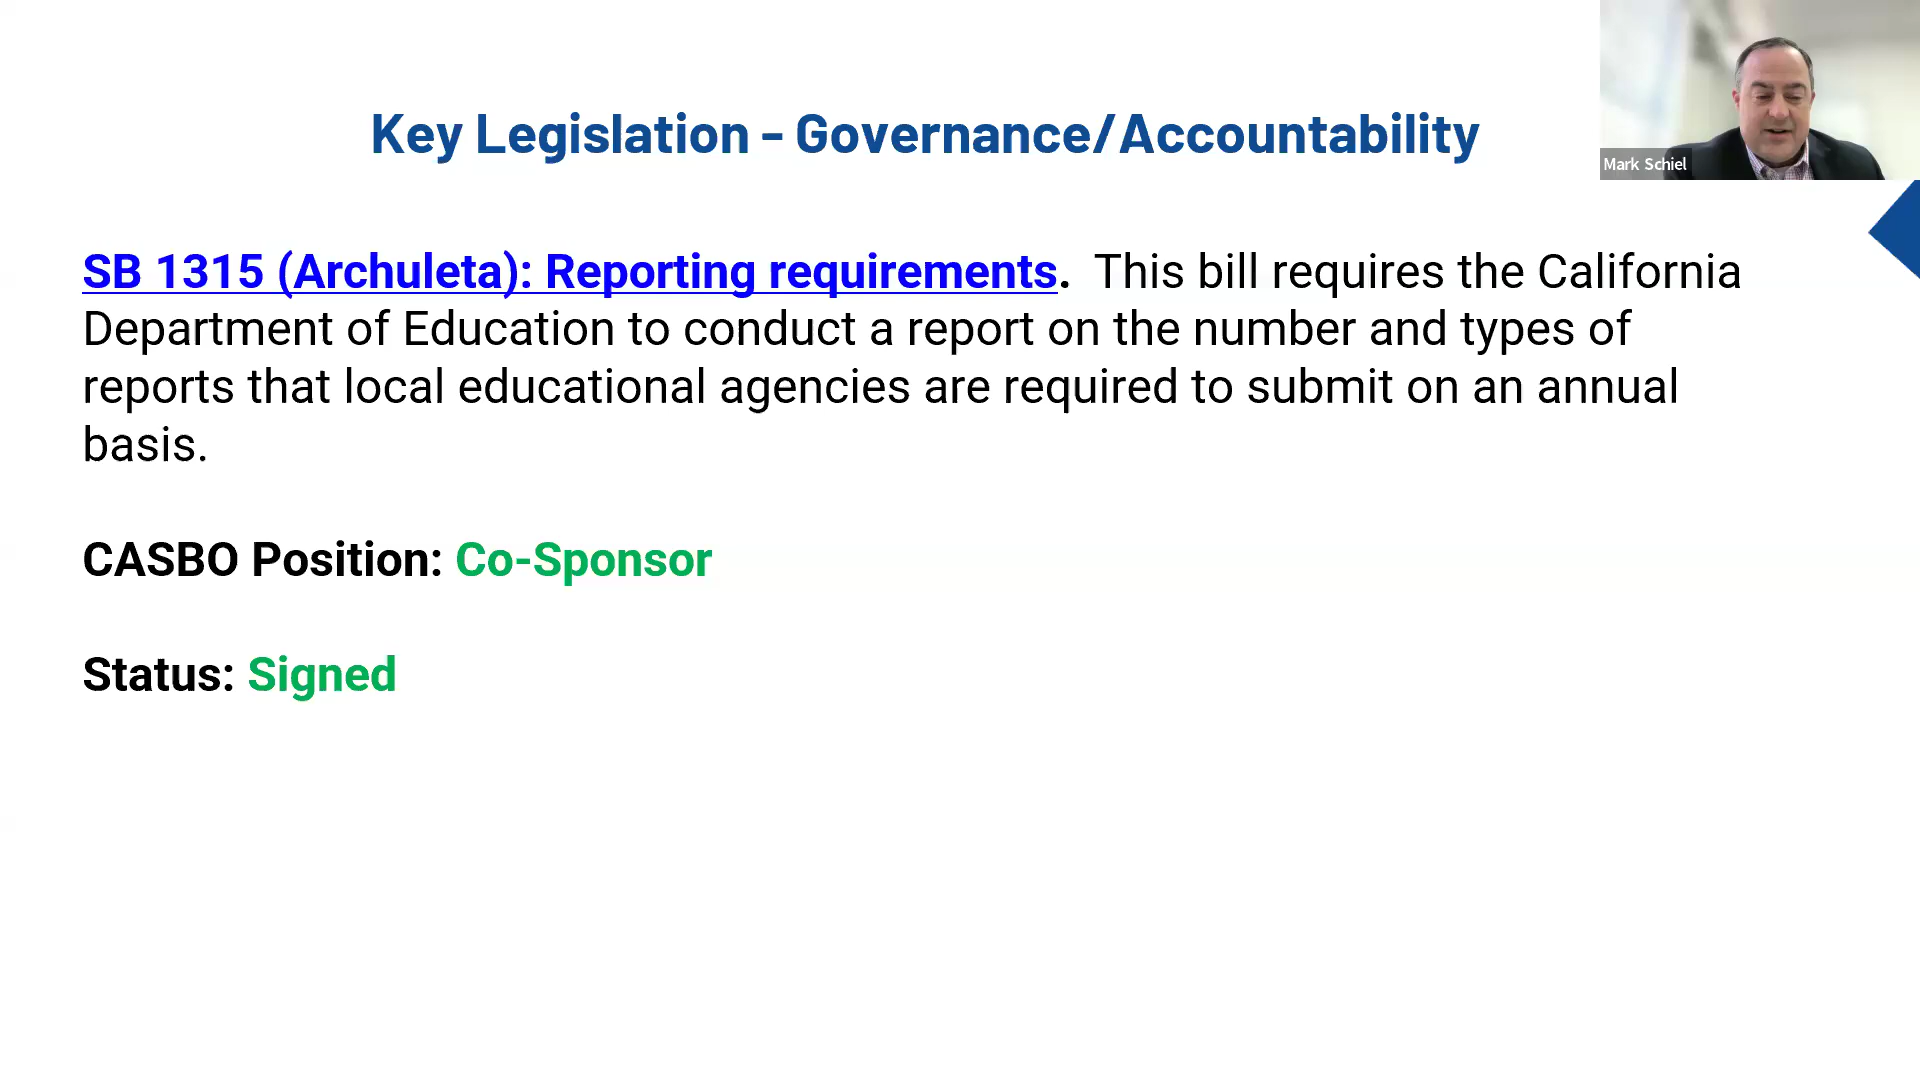 Key Legislation - Governance/Accountability
Mark Schiel
SB 1315 (Archuleta): Reporting requirements. This bill requires the California
Department of Education to conduct a report on the number and types of
reports that local educational agencies are required to submit on an annual
basis.
CASBO Position: Co-Sponsor
Status: Signed